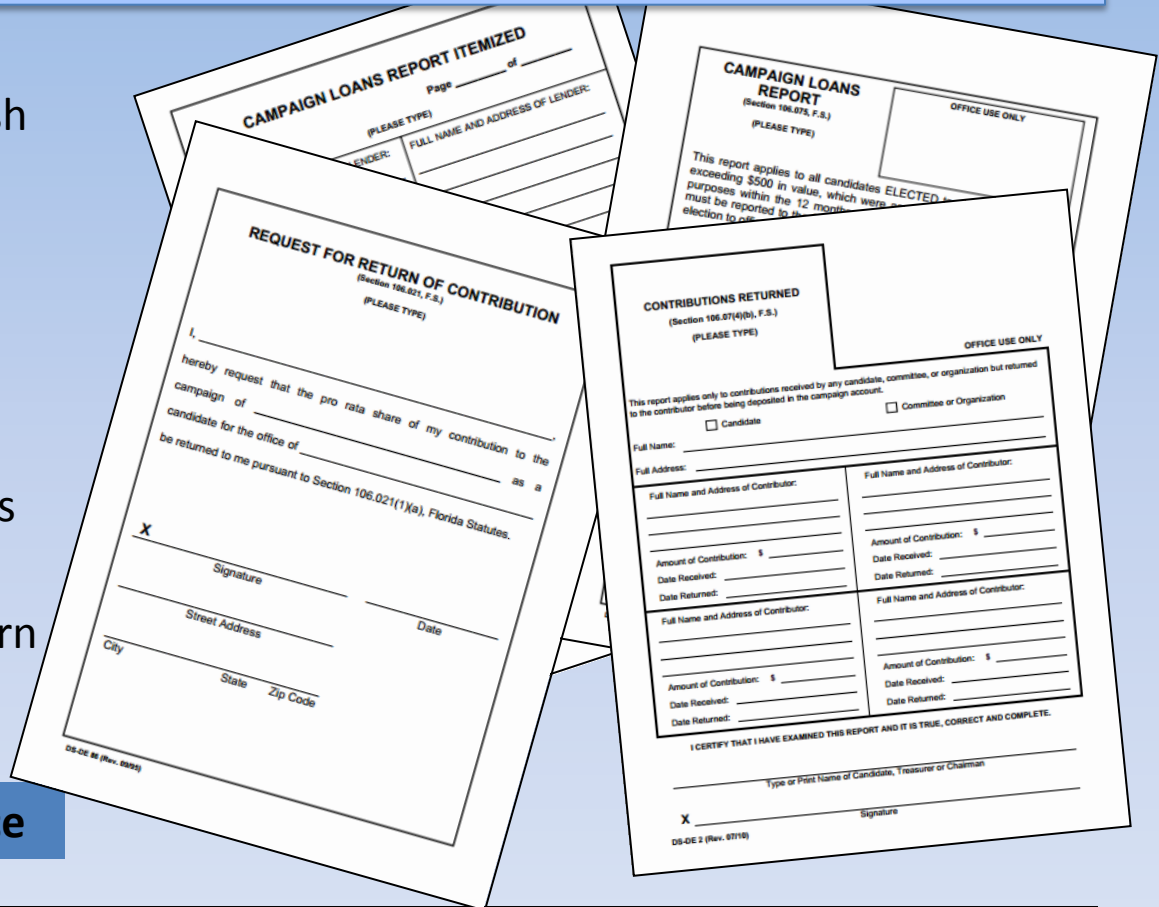 CAMPAIGN LOANS REPORT ITEMIZED
Page ______ of ______
(PLEASE TYPE)
FULL NAME AND ADDRESS OF LENDER:
CAMPAIGN LOANS
REPORT
(Section 106.075, F.S.)
(PLEASE TYPE)
OFFICE USE ONLY
This report applies to all candidates ELECTED
exceeding $500 in value, which were
purposes within the 12 months
must be reported to the
election to
REQUEST FOR RETURN OF CONTRIBUTION
(Section 106.021, F.S.)
(PLEASE TYPE)
I, ______,
hereby request that the pro rata share of my contribution to the
campaign of ______ as a
candidate for the office of ______
be returned to me pursuant to Section 106.021(1)(a), Florida Statutes.
X
Signature
Date
Street Address
City State Zip Code
DS-DE 86 (Rev. 09/95)
CONTRIBUTIONS RETURNED
(Section 106.07(4)(b), F.S.)
(PLEASE TYPE)
OFFICE USE ONLY
This report applies only to contributions received by any candidate, committee, or organization but returned
to the contributor before being deposited in the campaign account.
Candidate Committee or Organization
Full Name:
Full Address:
Full Name and Address of Contributor:
Amount of Contribution: $
Date Received:
Date Returned:
Full Name and Address of Contributor:
Amount of Contribution: $
Date Received:
Date Returned:
Full Name and Address of Contributor:
Amount of Contribution: $
Date Received:
Date Returned:
Full Name and Address of Contributor:
Amount of Contribution: $
Date Received:
Date Returned:
I CERTIFY THAT I HAVE EXAMINED THIS REPORT AND IT IS TRUE, CORRECT AND COMPLETE.
Type or Print Name of Candidate, Treasurer or Chairman
X
Signature
DS-DE 2 (Rev. 07/10)